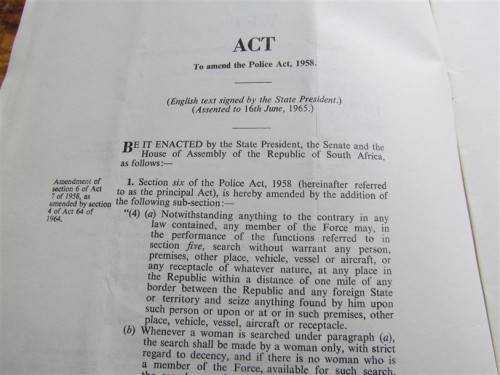 ACT
To amend the Police Act, 1958.
(English text signed by the State President.)
(Assented to 16th June, 1965.)
BE IT ENACTED by the State President, the Senate and the
House of Assembly of the Republic of South Africa,
as follows:—
Amendment of
section 6 of Act
7 of 1958, as
amended by section
4 of Act 64 of
1964.
1. Section six of the Police Act, 1958 (hereinafter referred
to as the principal Act), is hereby amended by the addition of
the following sub-section:—
"(4) (a) Notwithstanding anything to the contrary in any
law contained, any member of the Force may, in
the performance of the functions referred to in
section five, search without warrant any person,
premises, other place, vehicle, vessel or aircraft, or
any receptacle of whatever nature, at any place in
the Republic within a distance of one mile of any
border between the Republic and any foreign State
or territory and seize anything found by him upon
such person or upon or at or in such premises, other
place, vehicle, vessel, aircraft or receptacle.
(b) Whenever a woman is searched under paragraph (a),
the search shall be made by a woman only, with strict
regard to decency, and if there is no woman who is
a member of the Force, available for such search,